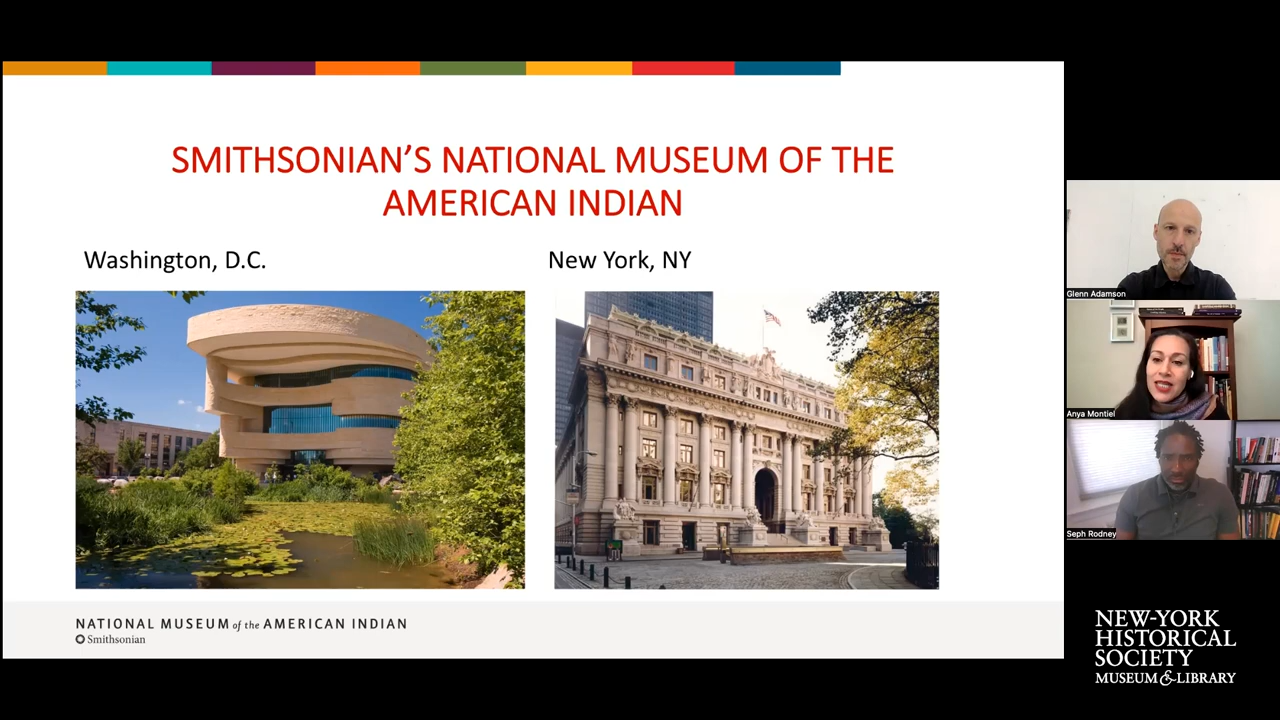 SMITHSONIAN'S NATIONAL MUSEUM OF THE
AMERICAN INDIAN
Washington, D.C.
New York, NY
NATIONAL MUSEUM of the AMERICAN INDIAN
Smithsonian
Glenn Adamson
Anya Montiel
Seph Rodney
NEW-YORK
HISTORICAL
SOCIETY
MUSEUM & LIBRARY